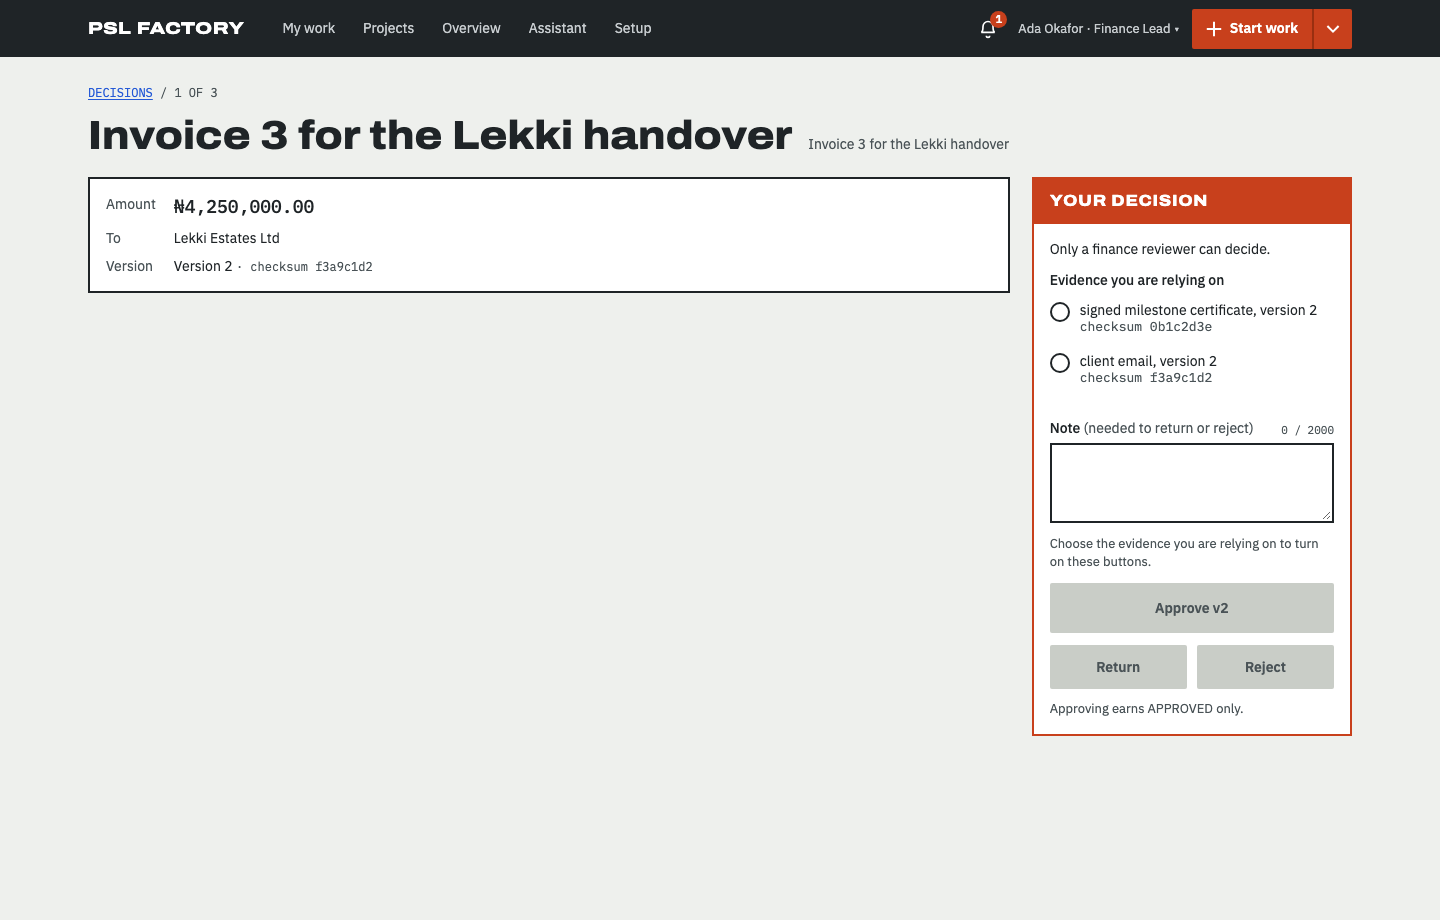 PSL FACTORY
My work
Projects
Overview
Assistant
Setup
1
Ada Okafor · Finance Lead ▾
Start work
DECISIONS / 1 OF 3
Invoice 3 for the Lekki handover
Invoice 3 for the Lekki handover
Amount ₦4,250,000.00
To Lekki Estates Ltd
Version Version 2 · checksum f3a9c1d2
YOUR DECISION
Only a finance reviewer can decide.
Evidence you are relying on
signed milestone certificate, version 2
checksum 0b1c2d3e
client email, version 2
checksum f3a9c1d2
Note (needed to return or reject) 0 / 2000
Choose the evidence you are relying on to turn
on these buttons.
Approve v2
Return
Reject
Approving earns APPROVED only.